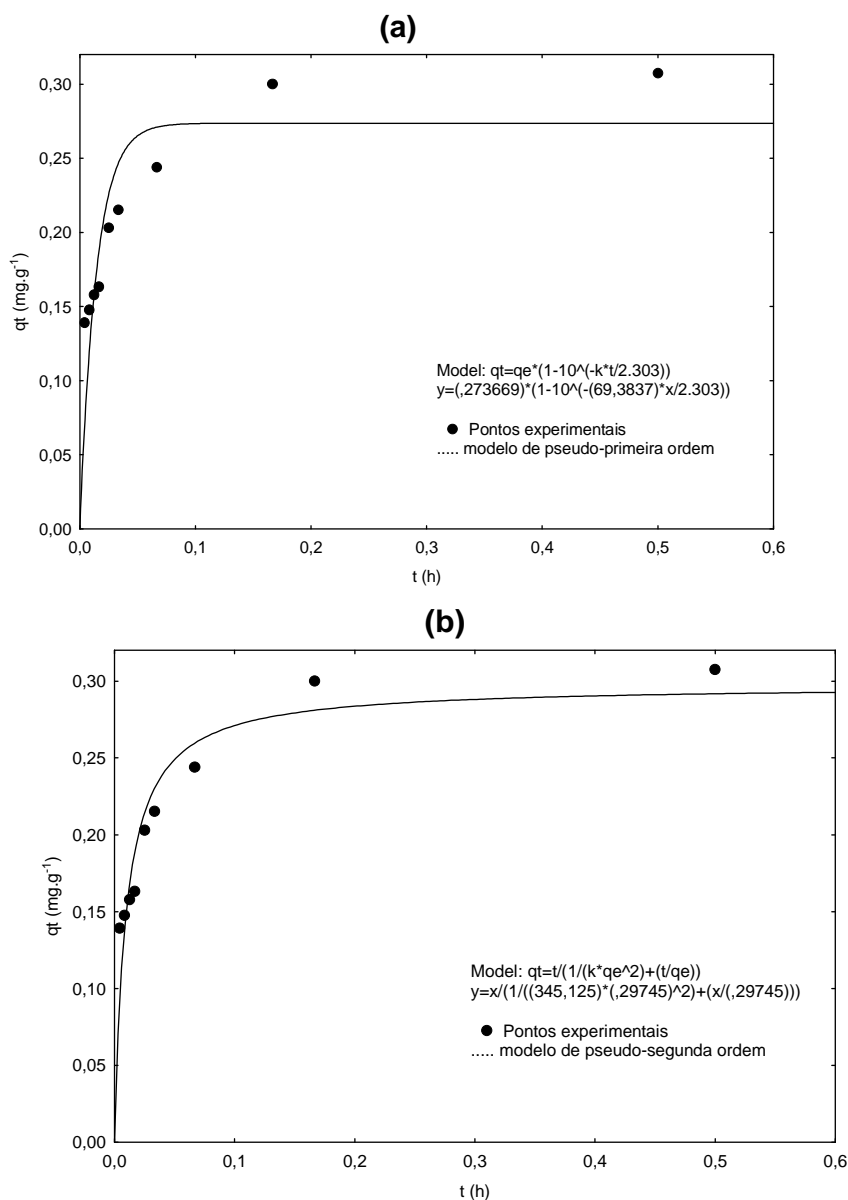 (a)
0,30
0,25
0,20
0,15
0,10
0,05
0,00
qt (mg.g-1)
Model: qt=qe*(1-10^(-k*t/2.303))
y=(,273669)*(1-10^(-(69,3837)*x/2.303))
Pontos experimentais
..... modelo de pseudo-primeira ordem
0,0 0,1 0,2 0,3 0,4 0,5 0,6
t (h)
(b)
0,30
0,25
0,20
0,15
0,10
0,05
0,00
qt (mg.g-1)
Model: qt=t/(1/(k*qe^2)+(t/qe))
y=x/(1/((345,125)*(,29745)^2)+(x/(,29745)))
Pontos experimentais
..... modelo de pseudo-segunda ordem
0,0 0,1 0,2 0,3 0,4 0,5 0,6
t (h)